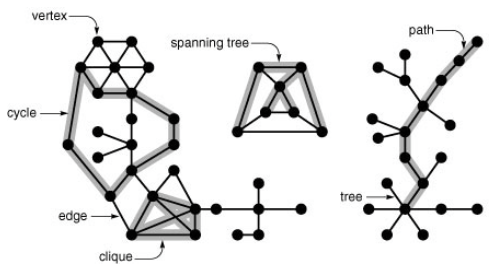 vertex
spanning tree
path
cycle
tree
edge
clique